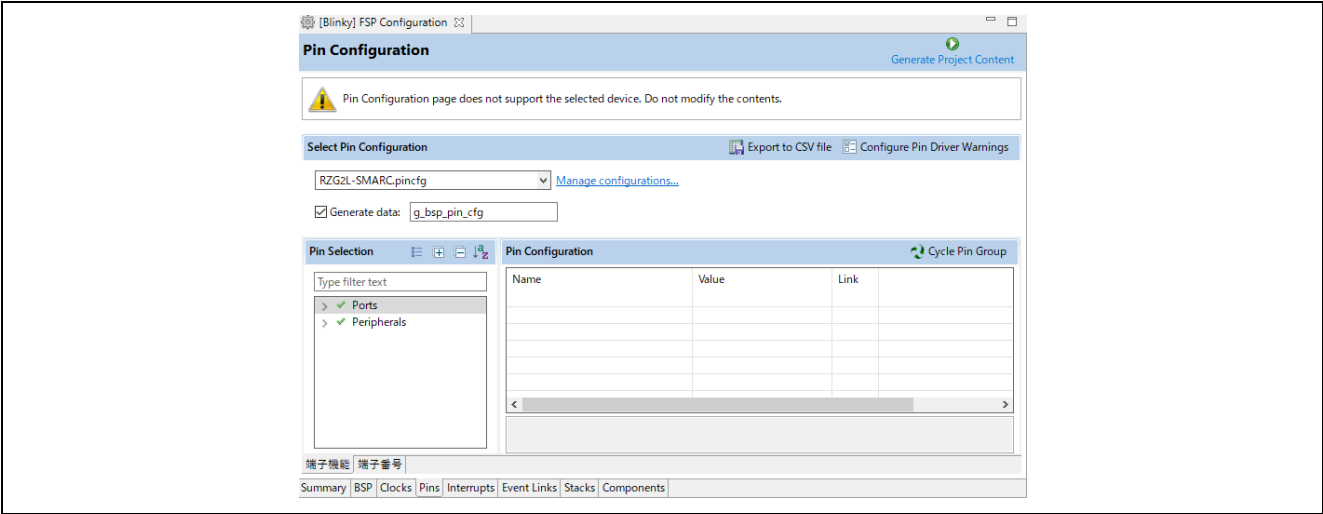 [Blinky] FSP Configuration
Pin Configuration
Generate Project Content
Pin Configuration page does not support the selected device. Do not modify the contents.
Select Pin Configuration
Export to CSV file
Configure Pin Driver Warnings
RZG2L-SMARC.pincfg
Manage configurations...
Generate data:
g_bsp_pin_cfg
Pin Selection
Pin Configuration
Cycle Pin Group
Type filter text
Name
Value
Link
Ports
Peripherals
端子機能
端子番号
Summary
BSP
Clocks
Pins
Interrupts
Event Links
Stacks
Components